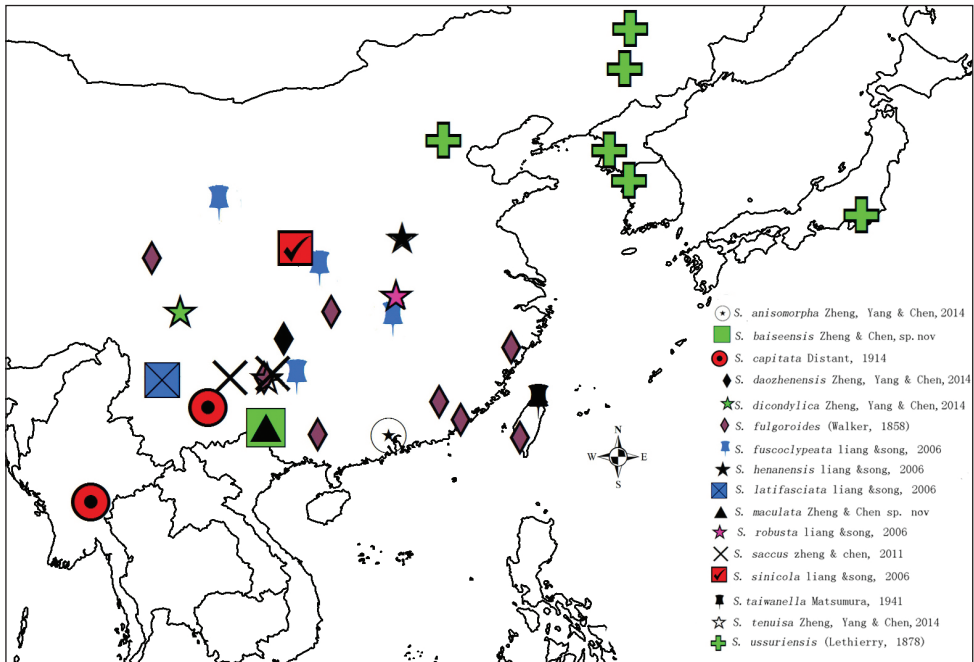 S. anisomorpha Zheng, Yang & Chen, 2014
S. baiseensis Zheng & Chen, sp. nov
S. capitata Distant, 1914
S. daozhenensis Zheng, Yang & Chen, 2014
S. dicondylica Zheng, Yang & Chen, 2014
S. fulgoroides (Walker, 1858)
S. fuscoclypeata liang &song, 2006
S. henanensis liang &song, 2006
S. latifasciata liang &song, 2006
S. maculata Zheng & Chen sp. nov
S. robusta liang &song, 2006
S. saccus zheng & chen, 2011
S. sinicola liang &song, 2006
S. taiwanella Matsumura, 1941
S. tenuisa Zheng, Yang & Chen, 2014
S. ussuriensis (Lethierry, 1878)
N
W E
S